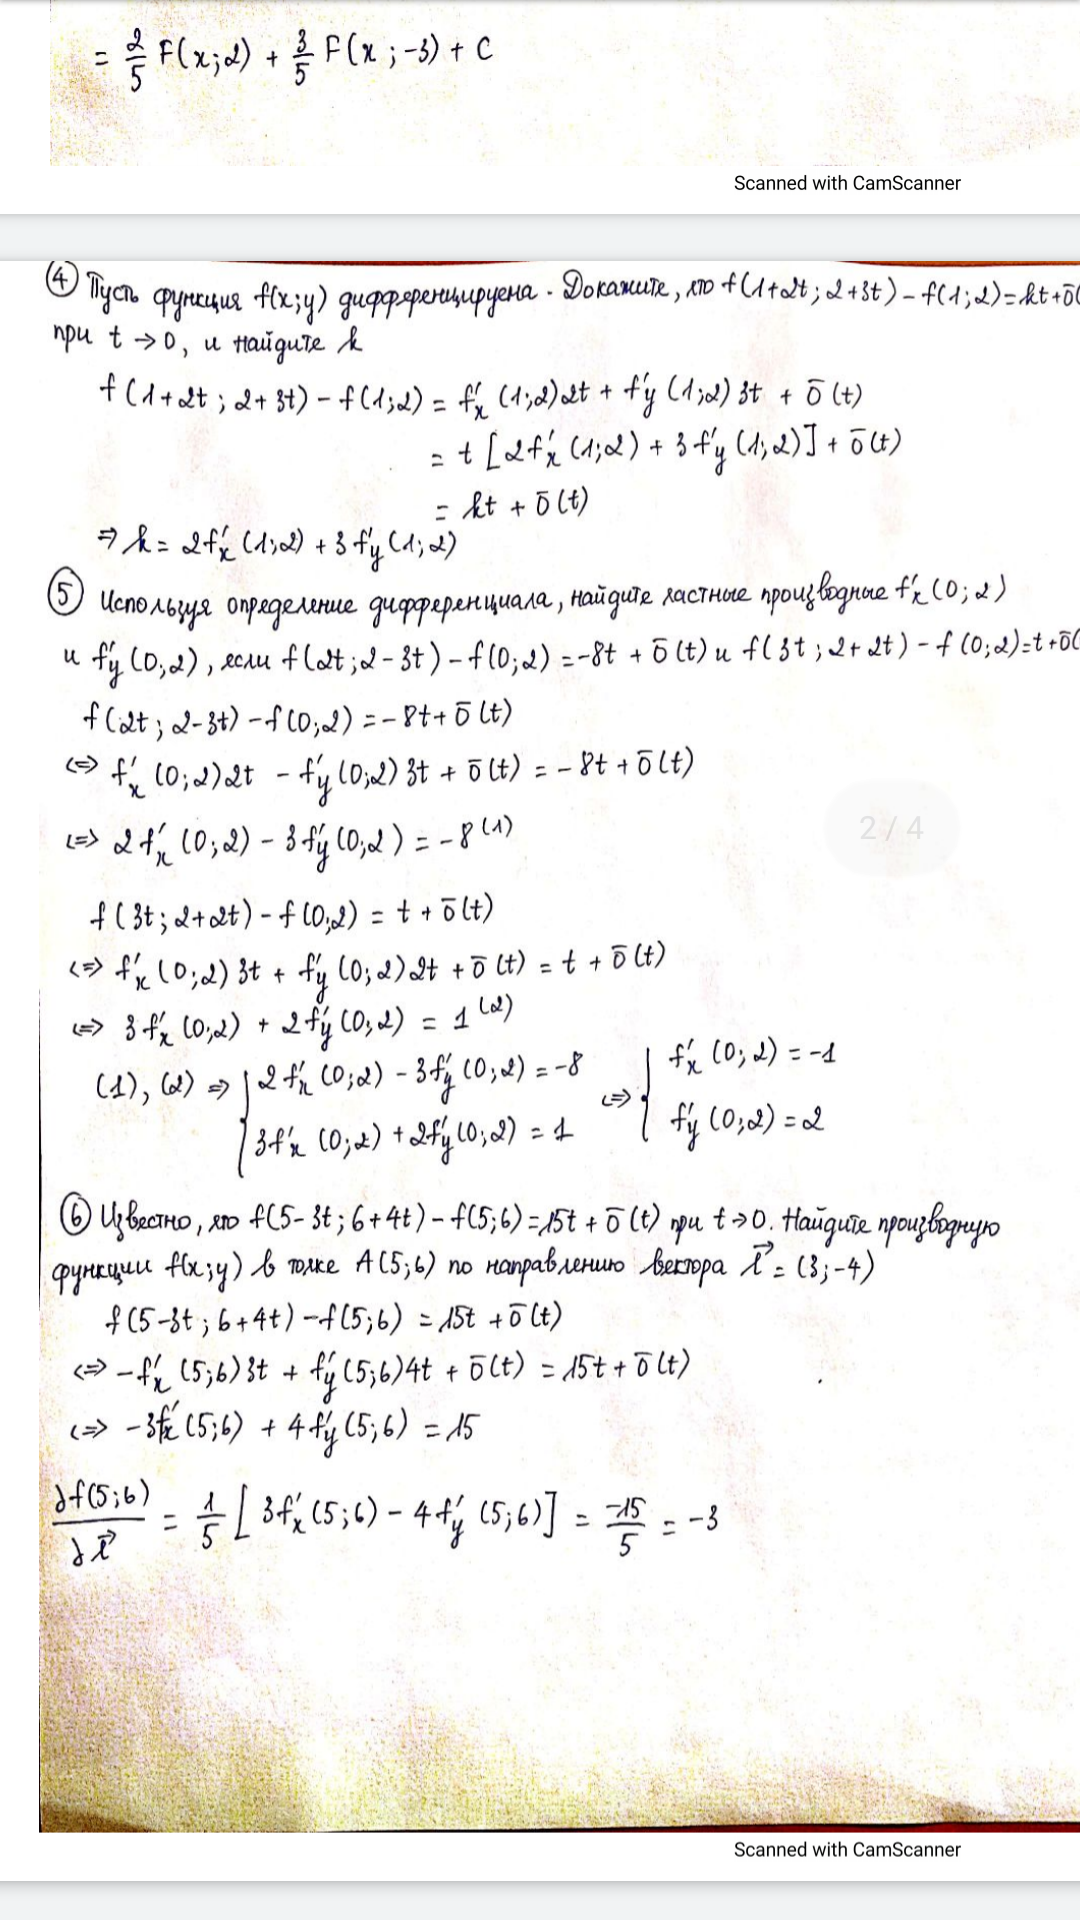 = 2/5 F(x;2) + 3/5 F(x;-3) + C
Scanned with CamScanner
④ Пусть функция f(x;y) дифференцируема. Докажите, что f(1+2t;2+3t)-f(1;2)=kt+ō(
при t→0, и найдите k
f(1+2t;2+3t)-f(1;2) = f'x(1;2)2t + f'y(1;2)3t + ō(t)
= t[2f'x(1;2) + 3f'y(1;2)] + ō(t)
= kt + ō(t)
⇒ k = 2f'x(1;2) + 3f'y(1;2)
⑤ Используя определение дифференциала, найдите частные производные f'x(0;2)
и f'y(0;2), если f(2t;2-3t)-f(0;2)=-8t+ō(t) и f(3t;2+2t)-f(0;2)=t+ō(
f(2t;2-3t)-f(0;2)=-8t+ō(t)
⇔ f'x(0;2)2t - f'y(0;2)3t + ō(t) = -8t + ō(t)
⇔ 2f'x(0;2) - 3f'y(0;2) = -8 (1)
2/4
f(3t;2+2t)-f(0;2) = t + ō(t)
⇔ f'x(0;2)3t + f'y(0;2)2t + ō(t) = t + ō(t)
⇔ 3f'x(0;2) + 2f'y(0;2) = 1 (2)
(1), (2) ⇒ { 2f'x(0;2) - 3f'y(0;2) = -8 ⇔ { f'x(0;2) = -1
3f'x(0;2) + 2f'y(0;2) = 1 f'y(0;2) = 2
⑥ Известно, что f(5-3t;6+4t)-f(5;6)=15t+ō(t) при t→0. Найдите производную
функции f(x;y) в точке A(5;6) по направлению вектора l⃗ = (3;-4)
f(5-3t;6+4t)-f(5;6) = 15t + ō(t)
⇔ -f'x(5;6)3t + f'y(5;6)4t + ō(t) = 15t + ō(t)
⇔ -3f'x(5;6) + 4f'y(5;6) = 15
∂f(5;6)/∂l⃗ = 1/5 [3f'x(5;6) - 4f'y(5;6)] = -15/5 = -3
Scanned with CamScanner